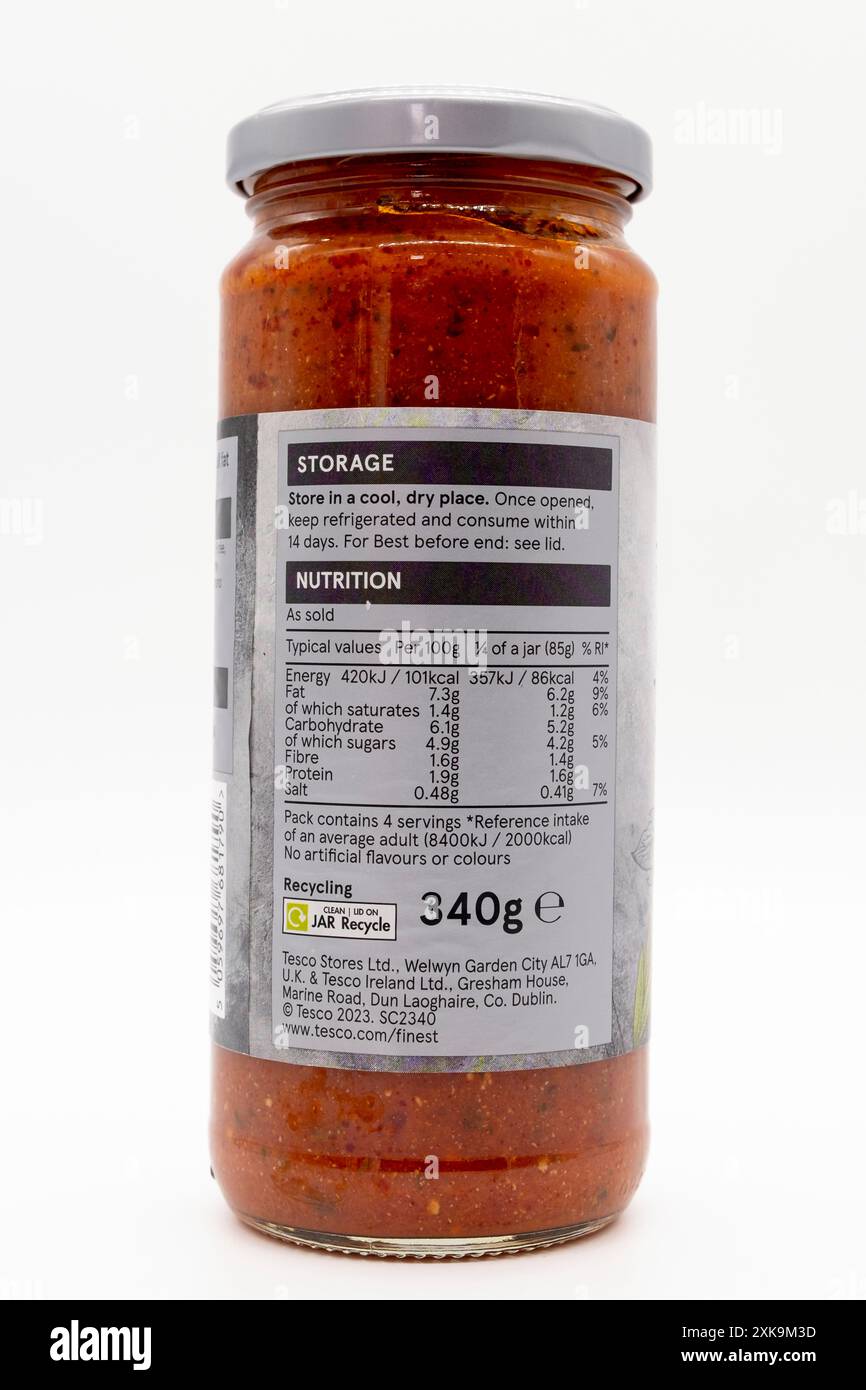 STORAGE
Store in a cool, dry place. Once opened,
keep refrigerated and consume within
14 days. For Best before end: see lid.
NUTRITION
As sold
Typical values Per 100g ¼ of a jar (85g) % RI*
Energy 420kJ / 101kcal 357kJ / 86kcal 4%
Fat 7.3g 6.2g 9%
of which saturates 1.4g 1.2g 6%
Carbohydrate 6.1g 5.2g
of which sugars 4.9g 4.2g 5%
Fibre 1.6g 1.4g
Protein 1.9g 1.6g
Salt 0.48g 0.41g 7%
Pack contains 4 servings *Reference intake
of an average adult (8400kJ / 2000kcal)
No artificial flavours or colours
Recycling
CLEAN | LID ON
JAR Recycle
340g ℮
Tesco Stores Ltd., Welwyn Garden City AL7 1GA,
U.K. & Tesco Ireland Ltd., Gresham House,
Marine Road, Dun Laoghaire, Co. Dublin.
© Tesco 2023. SC2340
www.tesco.com/finest
fat
alamy
alamy
Image ID: 2XK9M3D
www.alamy.com